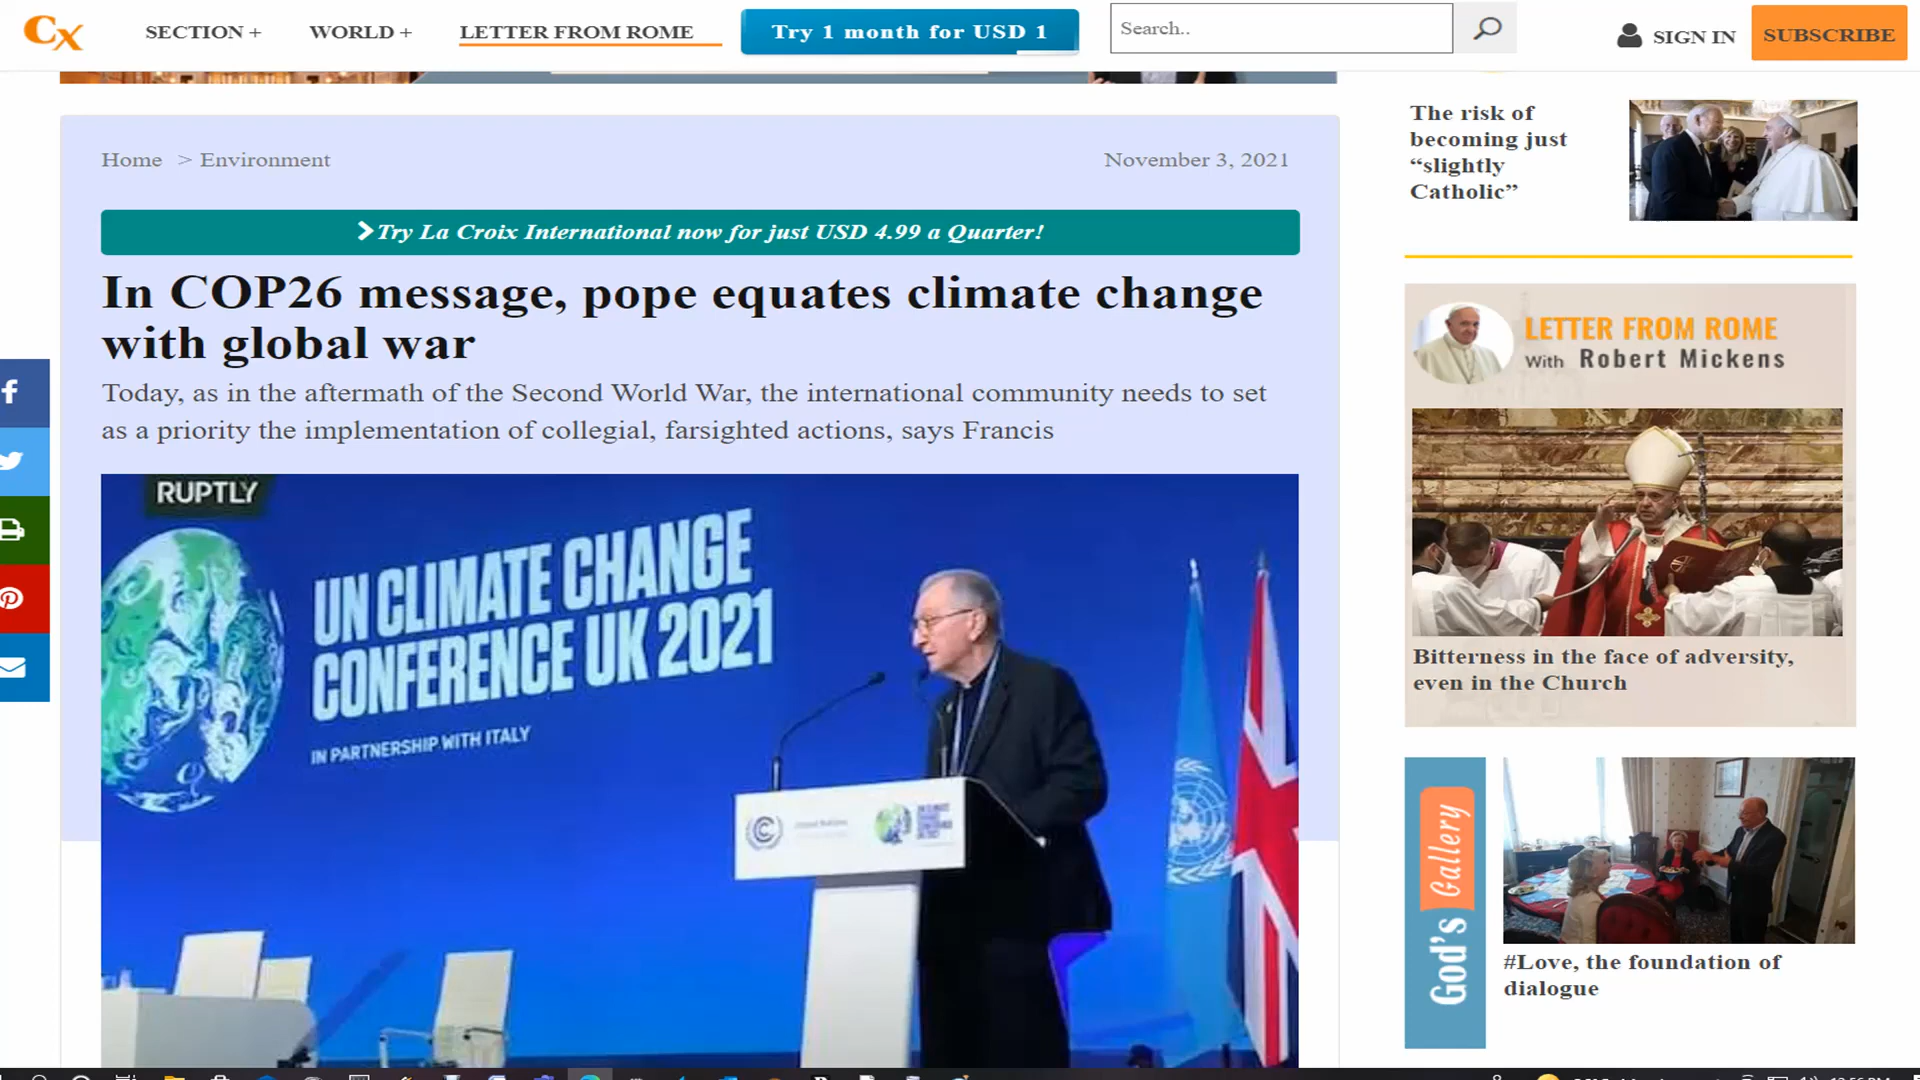 Cx
SECTION +
WORLD +
LETTER FROM ROME
Try 1 month for USD 1
Search..
SIGN IN
SUBSCRIBE
Home > Environment
November 3, 2021
Try La Croix International now for just USD 4.99 a Quarter!
In COP26 message, pope equates climate change
with global war
Today, as in the aftermath of the Second World War, the international community needs to set
as a priority the implementation of collegial, farsighted actions, says Francis
RUPTLY
UN CLIMATE CHANGE
CONFERENCE UK 2021
IN PARTNERSHIP WITH ITALY
The risk of
becoming just
“slightly
Catholic”
LETTER FROM ROME
With Robert Mickens
Bitterness in the face of adversity,
even in the Church
God's Gallery
#Love, the foundation of
dialogue